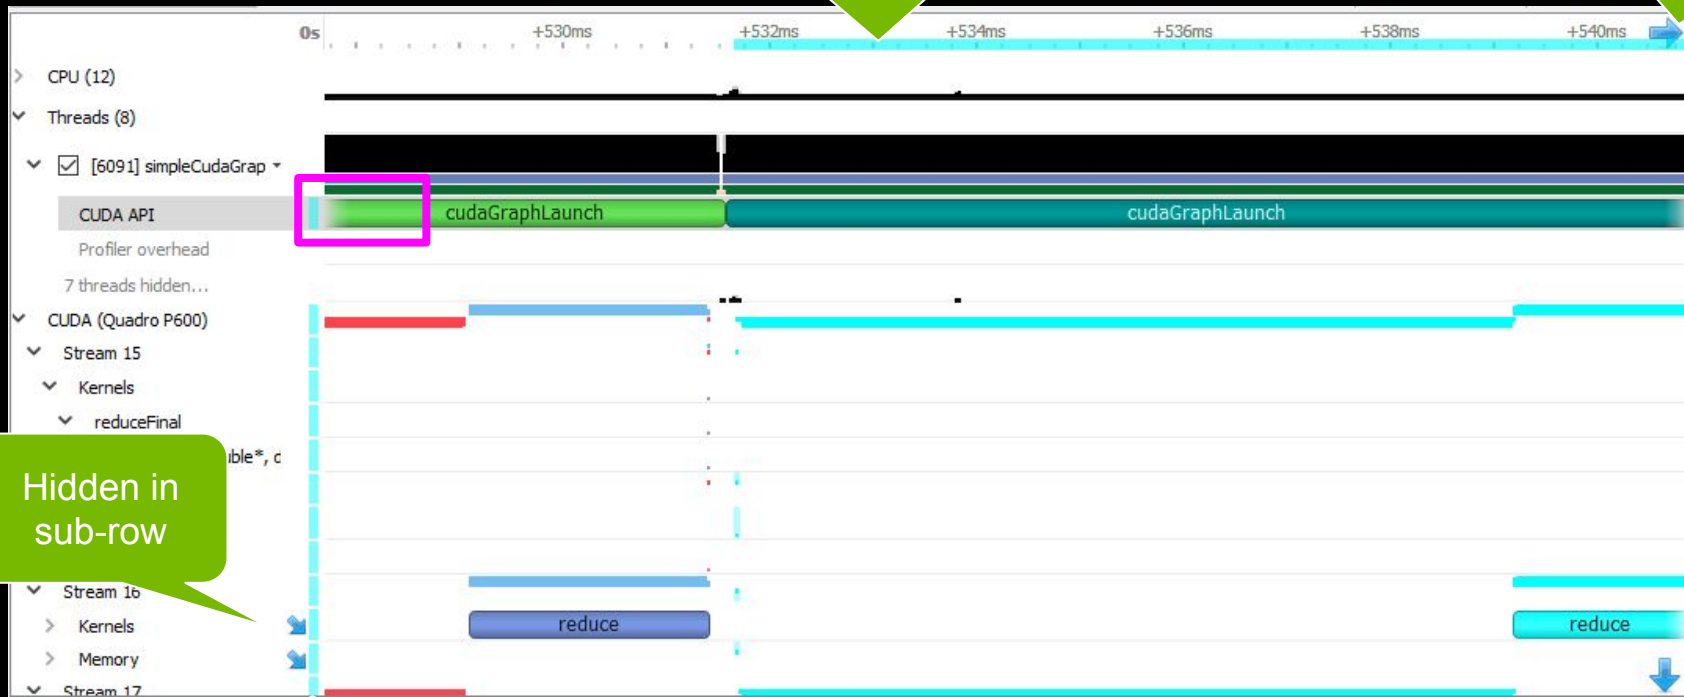 0s +530ms +532ms +534ms +536ms +538ms +540ms
CPU (12)
Threads (8)
[6091] simpleCudaGrap
CUDA API cudaGraphLaunch cudaGraphLaunch
Profiler overhead
7 threads hidden...
CUDA (Quadro P600)
Stream 15
Kernels
reduceFinal
uble*, d
Hidden in
sub-row
Stream 16
Kernels reduce reduce
Memory
Stream 17